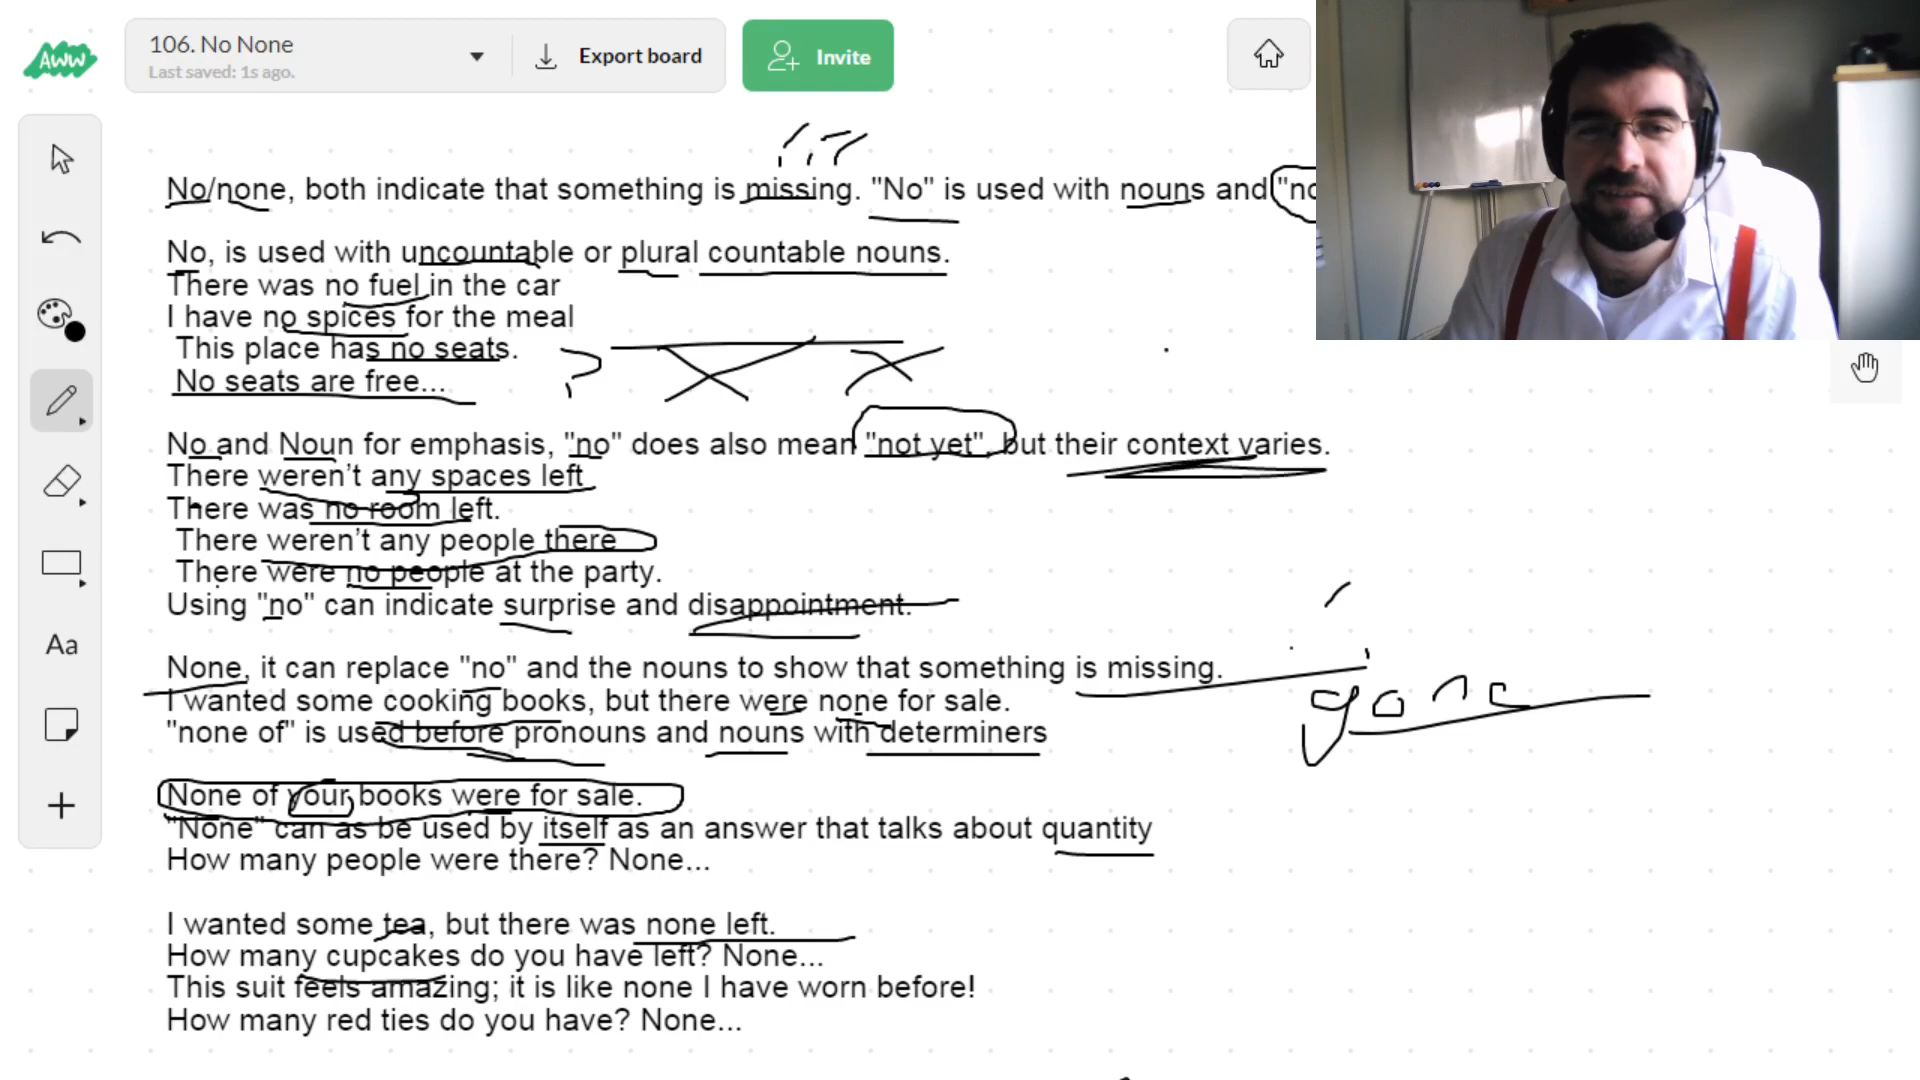 AWW
106. No None
Last saved: 1s ago.
Export board
Invite
No/none, both indicate that something is missing. "No" is used with nouns and "no
No, is used with uncountable or plural countable nouns.
There was no fuel in the car
I have no spices for the meal
This place has no seats.
No seats are free...
No and Noun for emphasis, "no" does also mean "not yet", but their context varies.
There weren't any spaces left
There was no room left.
There weren't any people there
There were no people at the party.
Using "no" can indicate surprise and disappointment.
None, it can replace "no" and the nouns to show that something is missing.
gone
I wanted some cooking books, but there were none for sale.
"none of" is used before pronouns and nouns with determiners
None of your books were for sale.
"None" can as be used by itself as an answer that talks about quantity
How many people were there? None...
I wanted some tea, but there was none left.
How many cupcakes do you have left? None...
This suit feels amazing; it is like none I have worn before!
How many red ties do you have? None...
Aa